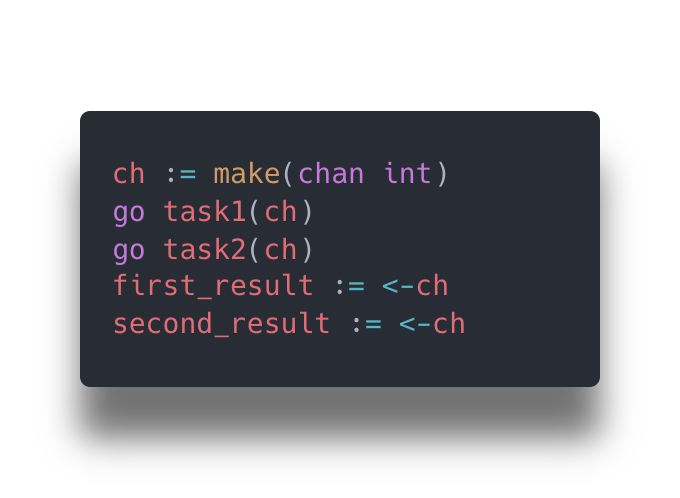 ch := make(chan int)
go task1(ch)
go task2(ch)
first_result := <-ch
second_result := <-ch